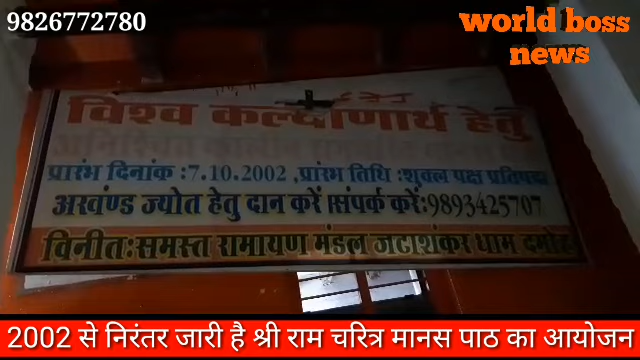 9826772780
world boss
news
विश्व कल्याणार्थ हेतु
प्रारंभ दिनांक :7.10.2002 ,प्रारंभ तिथि :शुक्ल पक्ष प्रतिपदा
अखण्ड ज्योत हेतु दान करें।संपर्क करें:9893425707
विनीत:समस्त रामायण मंडल जटाशंकर धाम दमोह
2002 से निरंतर जारी है श्री राम चरित्र मानस पाठ का आयोजन